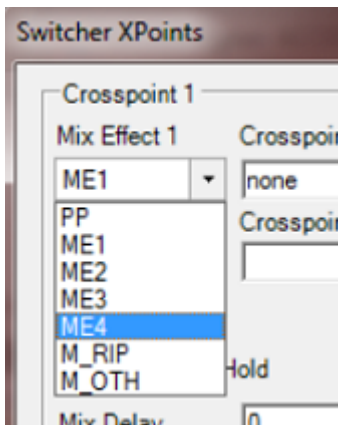 Switcher XPoints
Crosspoint 1
Mix Effect 1
ME1
none
PP
ME1
ME2
ME3
ME4
M_RIP
M_OTH
Hold
Mix Delay
0